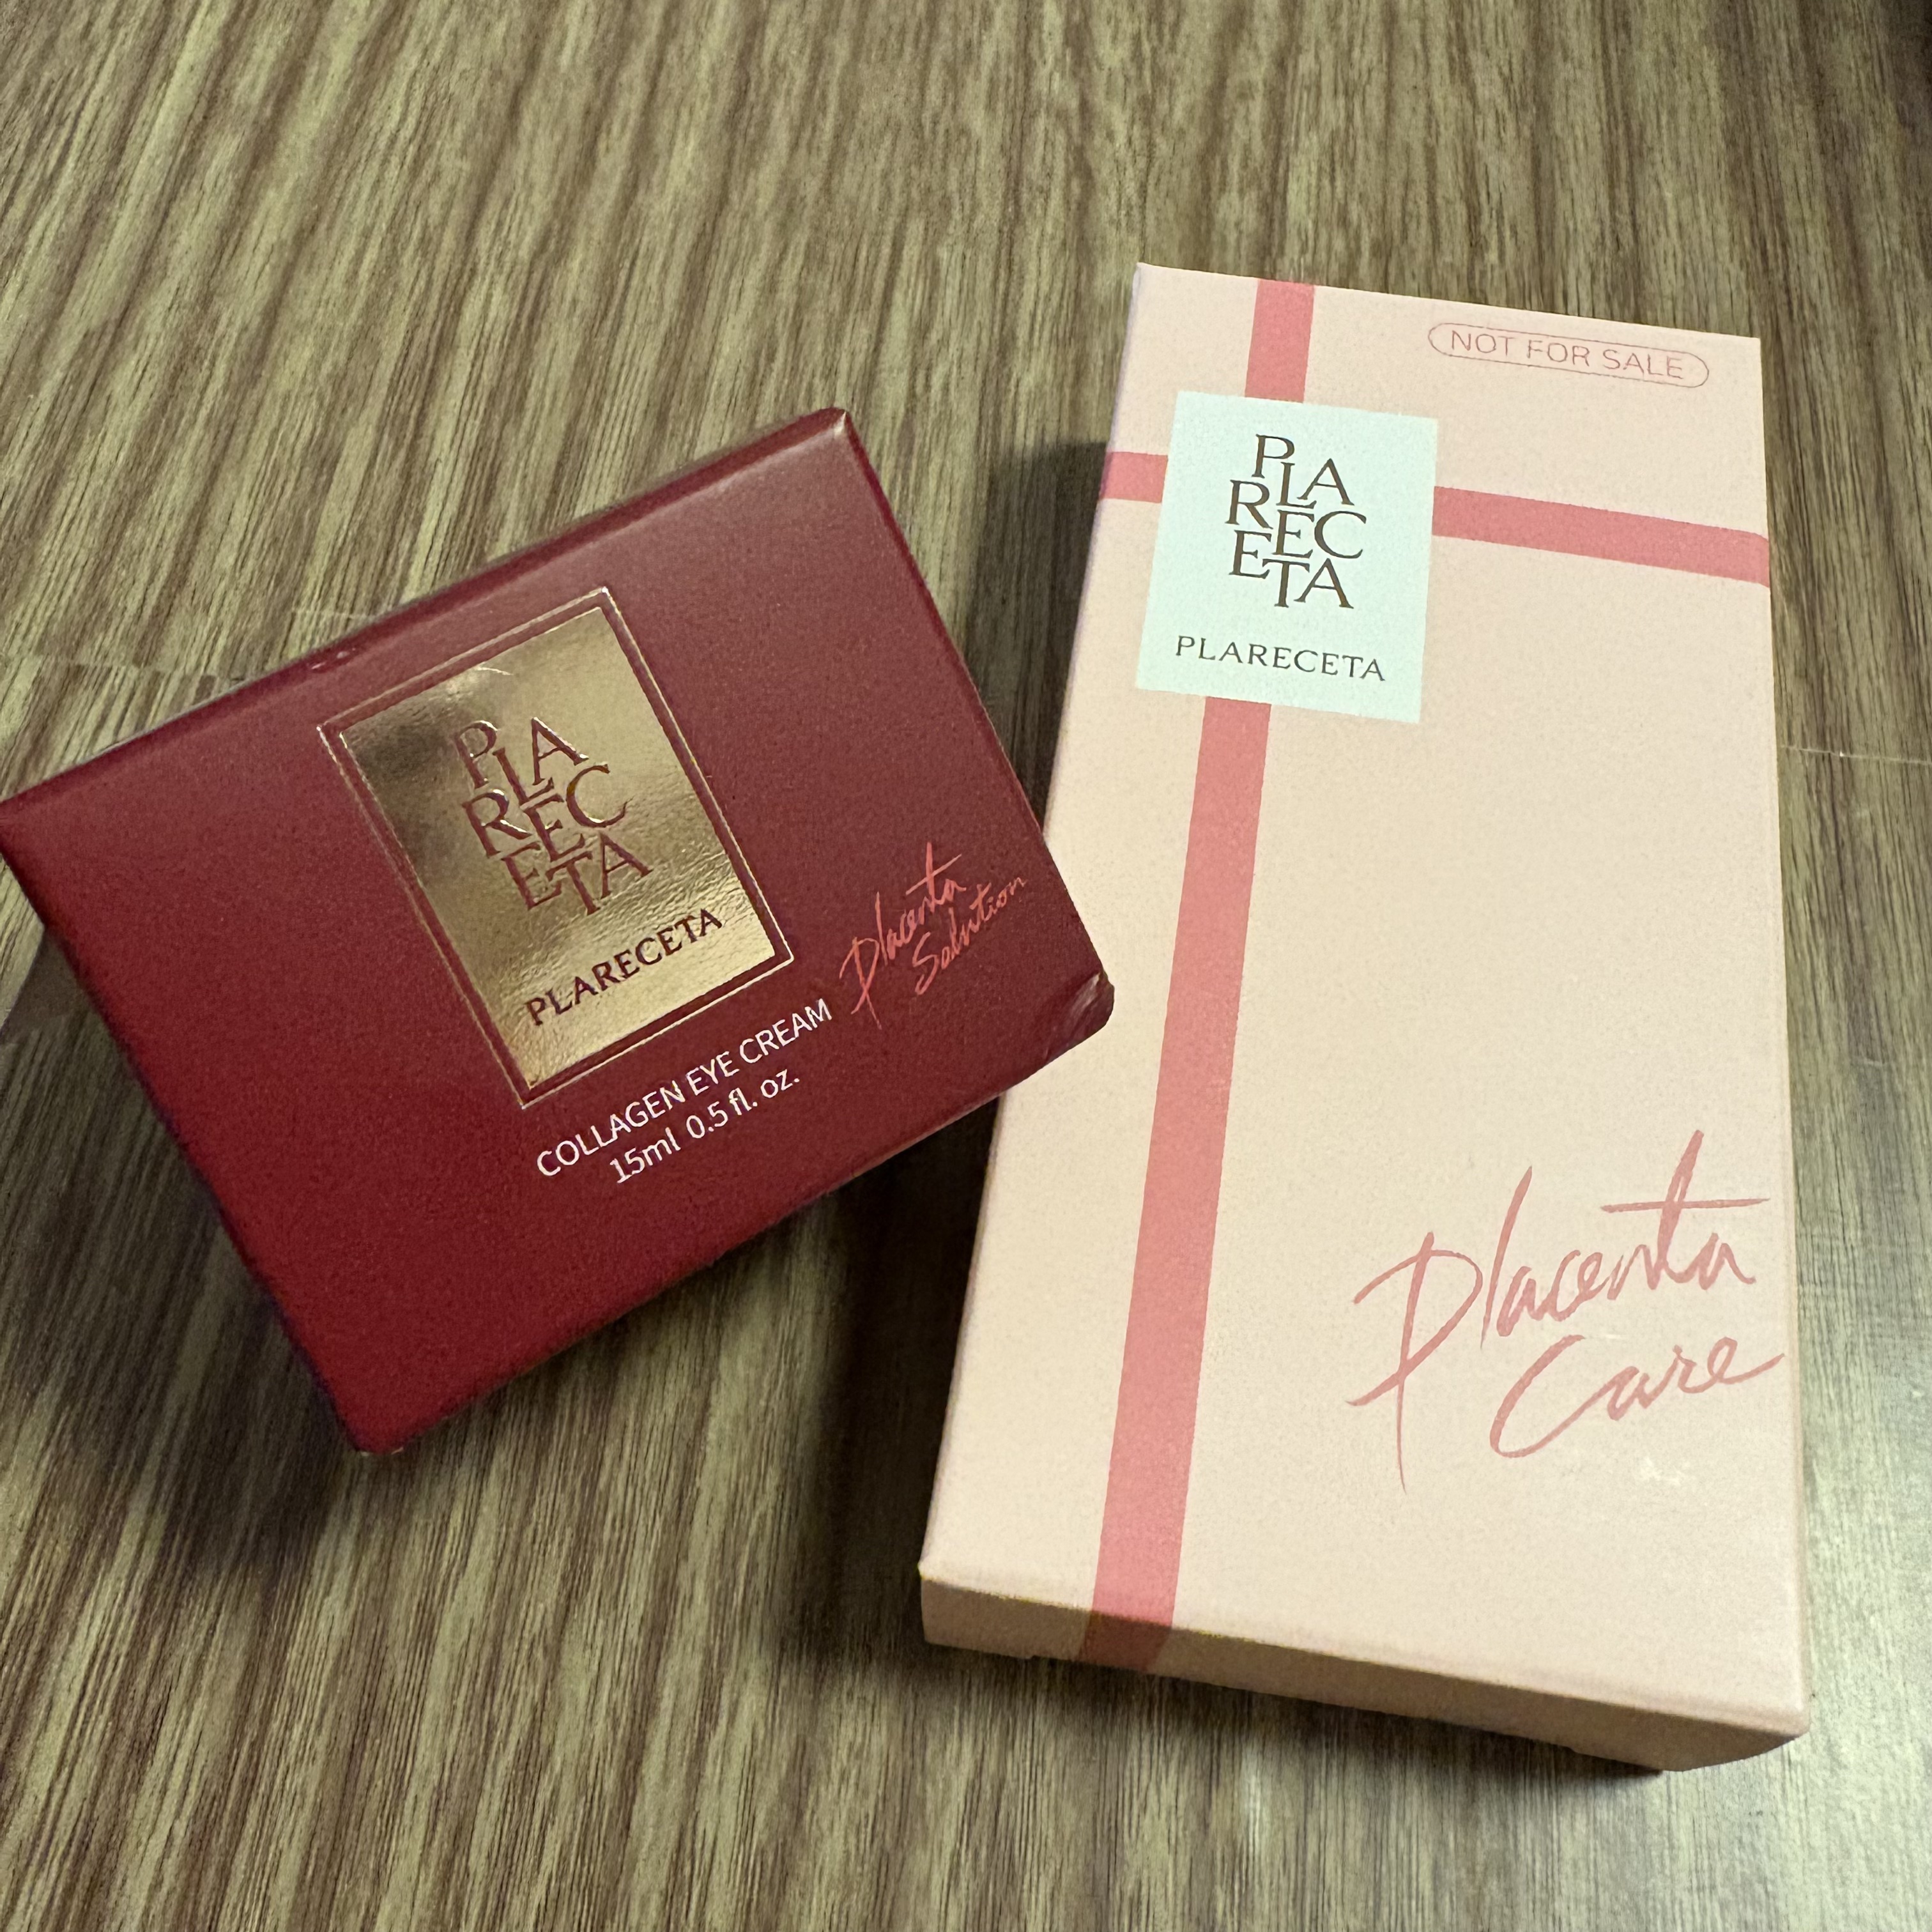 PLA
REC
ETA
PLARECETA
COLLAGEN EYE CREAM
15ml 0.5 fl. oz.
Placenta
Solution
NOT FOR SALE
PLA
REC
ETA
PLARECETA
Placenta
Care